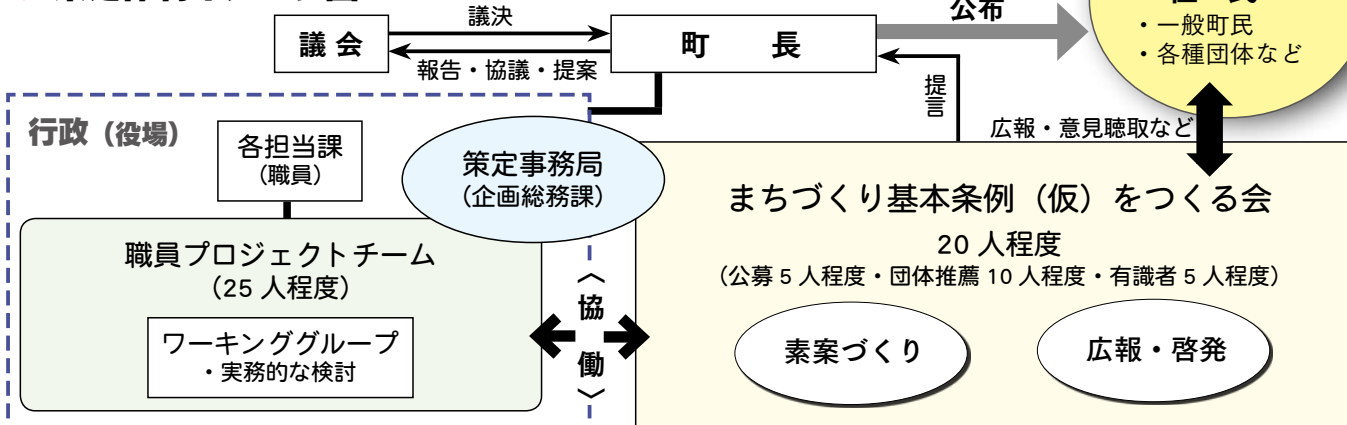 議決
議会
町 長
公布
報告・協議・提案
・一般町民
・各種団体など
提言
広報・意見聴取など
行政（役場）
各担当課
（職員）
策定事務局
（企画総務課）
まちづくり基本条例（仮）をつくる会
20 人程度
（公募 5 人程度・団体推薦 10 人程度・有識者 5 人程度）
職員プロジェクトチーム
（25 人程度）
〈協働〉
ワーキンググループ
・実務的な検討
素案づくり
広報・啓発